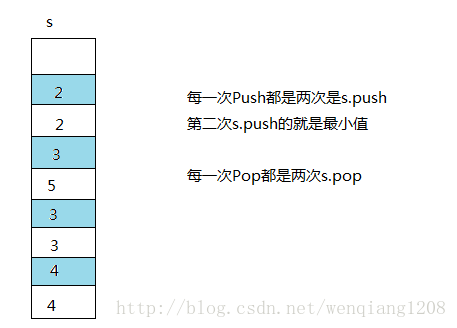 s
2
每一次Push都是两次是s.push
2
第二次s.push的就是最小值
3
5
每一次Pop都是两次s.pop
3
3
4
4
http://blog.csdn.net/wenqiang1208